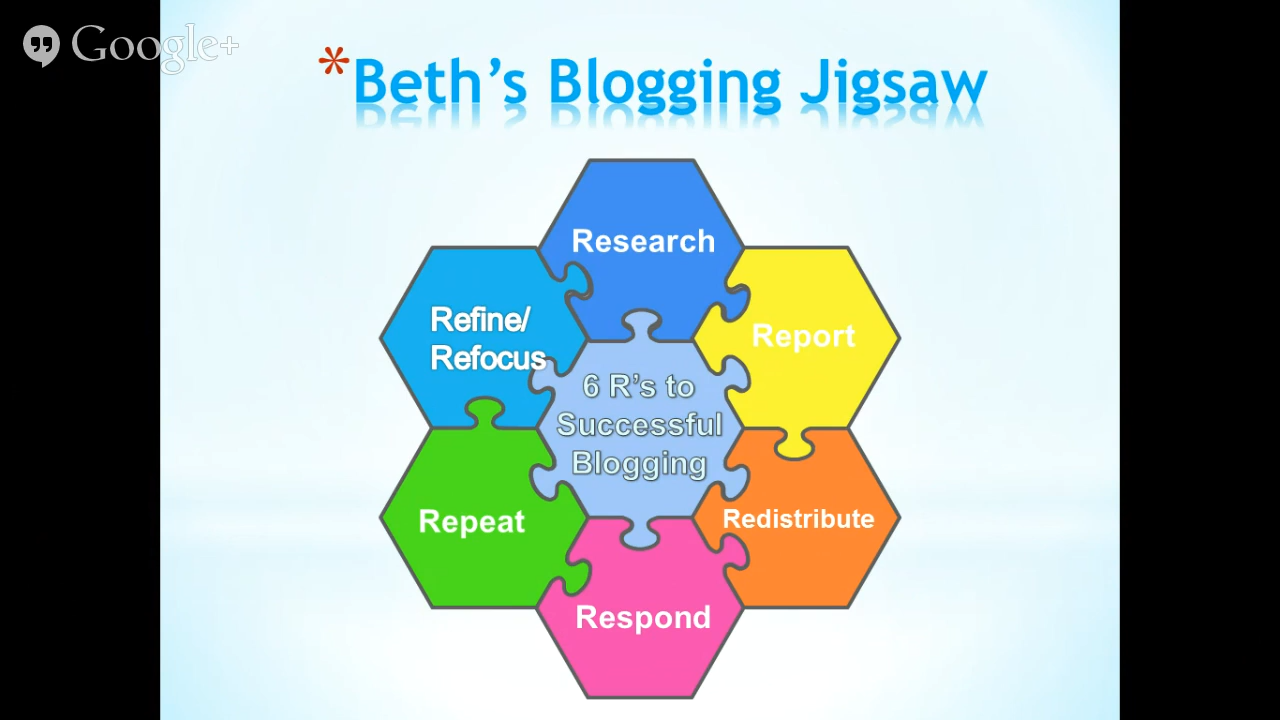 Google+
*Beth's Blogging Jigsaw
Research
Report
Redistribute
Respond
Repeat
Refine/
Refocus
6 R's to
Successful
Blogging